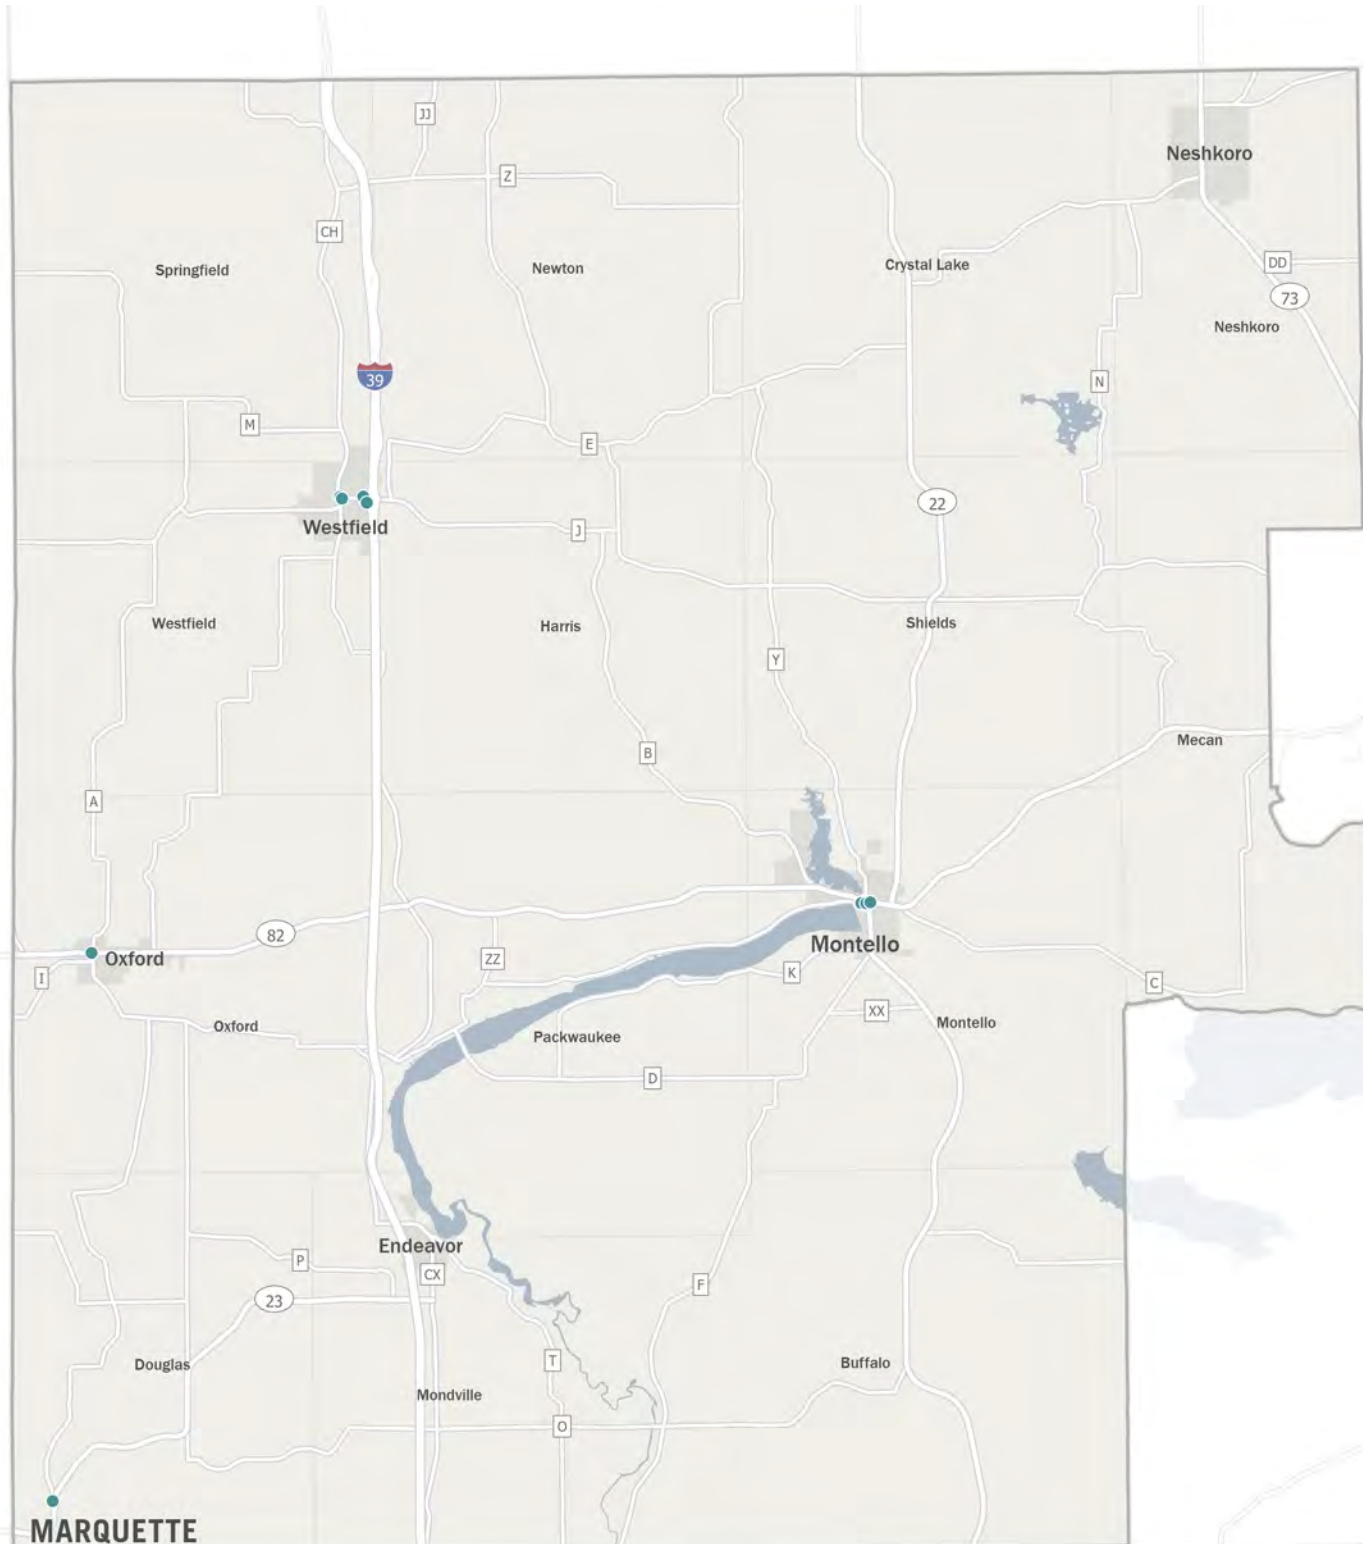 JJ
Neshkoro
Z
CH
DD
Springfield
Newton
Crystal Lake
73
Neshkoro
39
N
M
E
22
Westfield
J
Westfield
Harris
Shields
Y
Mecan
B
A
82
Montello
Oxford
ZZ
I
K
C
XX
Oxford
Packwaukee
Montello
D
Endeavor
P
CX
F
23
Douglas
T
Buffalo
Mondville
O
MARQUETTE